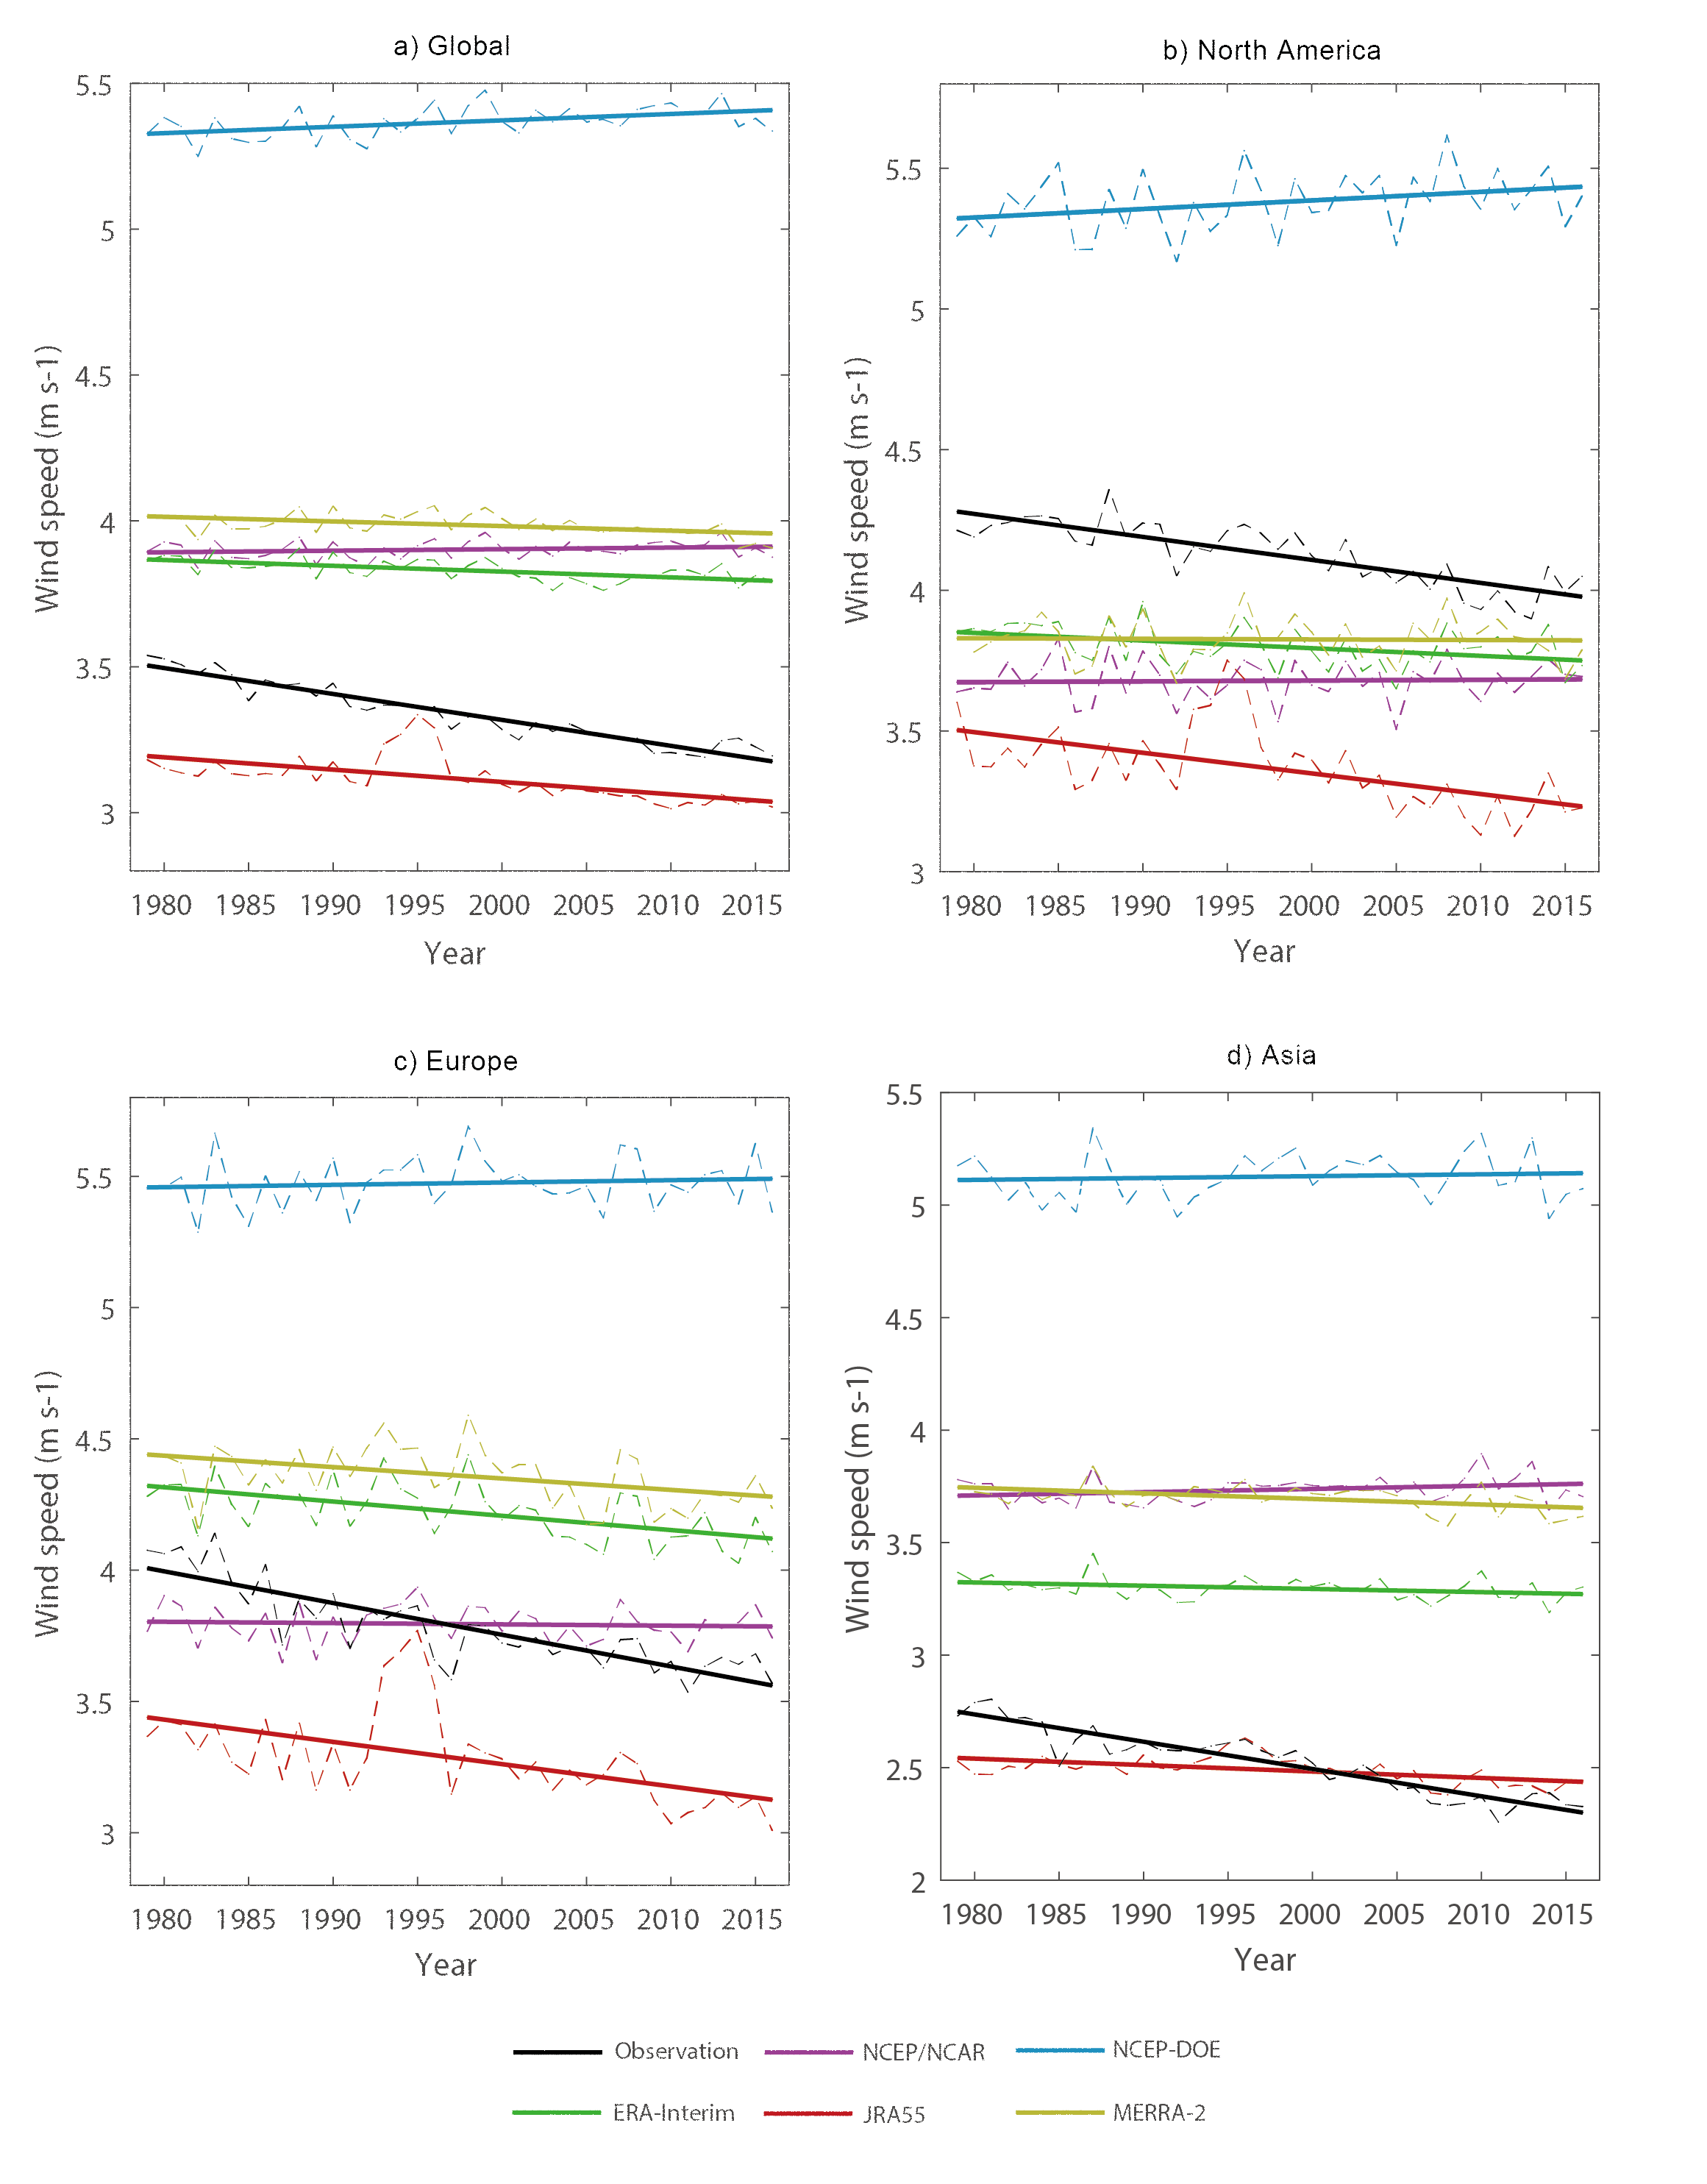 a) Global
5.5
5
4.5
4
3.5
3
Wind speed (m s-1)
1980 1985 1990 1995 2000 2005 2010 2015
Year
b) North America
5.5
5
4.5
4
3.5
3
Wind speed (m s-1)
1980 1985 1990 1995 2000 2005 2010 2015
Year
c) Europe
5.5
5
4.5
4
3.5
3
Wind speed (m s-1)
1980 1985 1990 1995 2000 2005 2010 2015
Year
d) Asia
5.5
5
4.5
4
3.5
3
2.5
2
Wind speed (m s-1)
1980 1985 1990 1995 2000 2005 2010 2015
Year
Observation NCEP/NCAR NCEP-DOE
ERA-Interim JRA55 MERRA-2